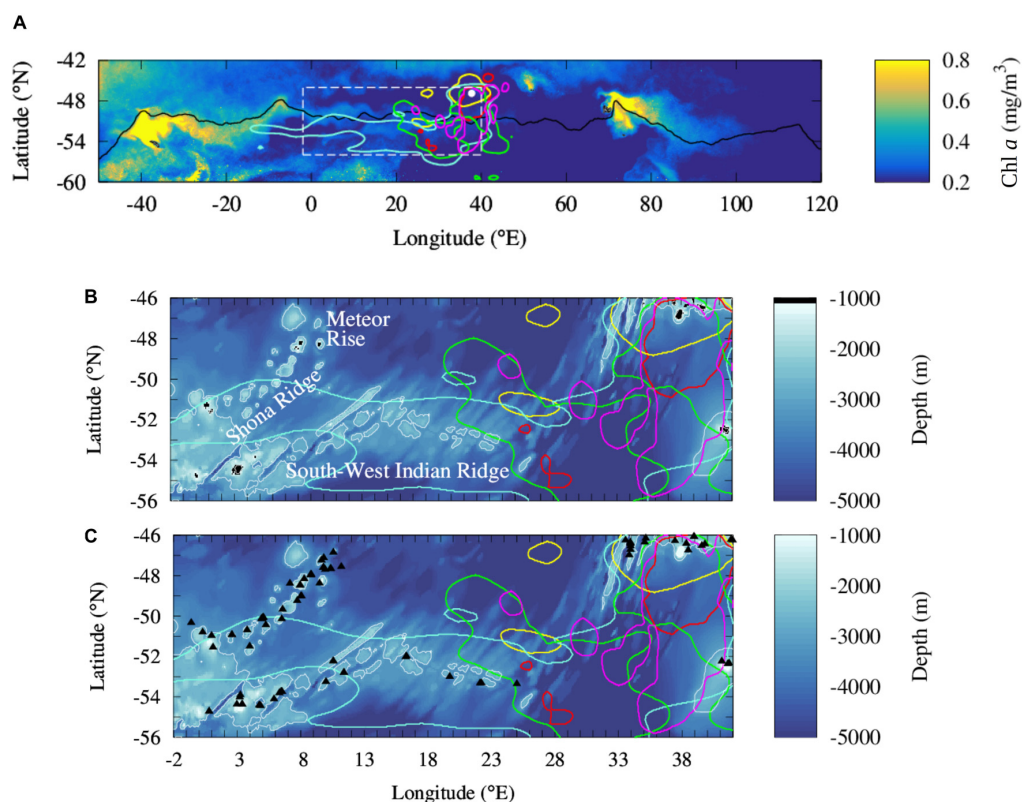 A
-42
-48
-54
-60
Latitude (°N)
-40 -20 0 20 40 60 80 100 120
Longitude (°E)
0.8
0.6
0.4
0.2
Chl a (mg/m³)
B
-46
-48
-50
-52
-54
-56
Latitude (°N)
Meteor
Rise
Shona Ridge
South-West Indian Ridge
-1000
-2000
-3000
-4000
-5000
Depth (m)
C
-46
-48
-50
-52
-54
-56
Latitude (°N)
-2 3 8 13 18 23 28 33 38
Longitude (°E)
-1000
-2000
-3000
-4000
-5000
Depth (m)